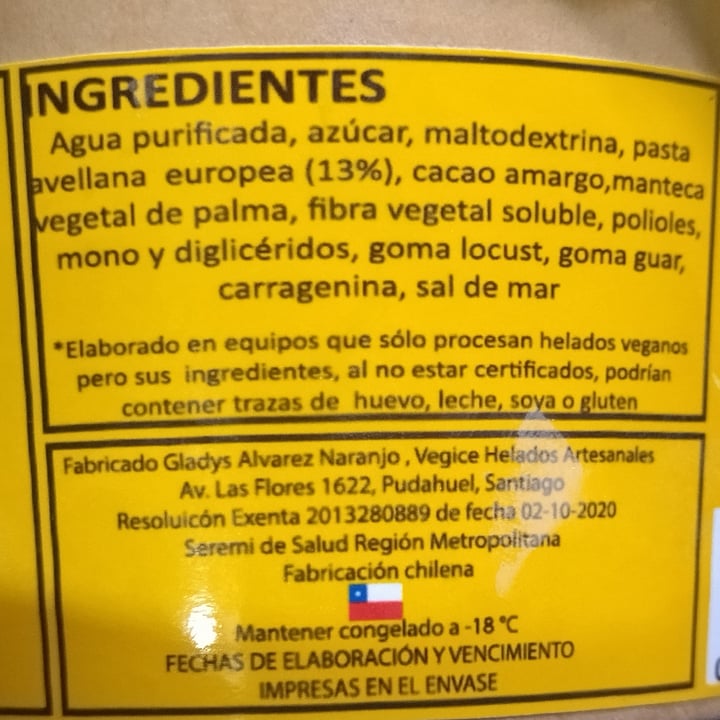 INGREDIENTES
Agua purificada, azúcar, maltodextrina, pasta
avellana europea (13%), cacao amargo,manteca
vegetal de palma, fibra vegetal soluble, polioles,
mono y diglicéridos, goma locust, goma guar,
carragenina, sal de mar
*Elaborado en equipos que sólo procesan helados veganos
pero sus ingredientes, al no estar certificados, podrían
contener trazas de huevo, leche, soya o gluten
Fabricado Gladys Alvarez Naranjo , Vegice Helados Artesanales
Av. Las Flores 1622, Pudahuel, Santiago
Resoluicón Exenta 2013280889 de fecha 02-10-2020
Seremi de Salud Región Metropolitana
Fabricación chilena
Mantener congelado a -18 °C
FECHAS DE ELABORACIÓN Y VENCIMIENTO
IMPRESAS EN EL ENVASE